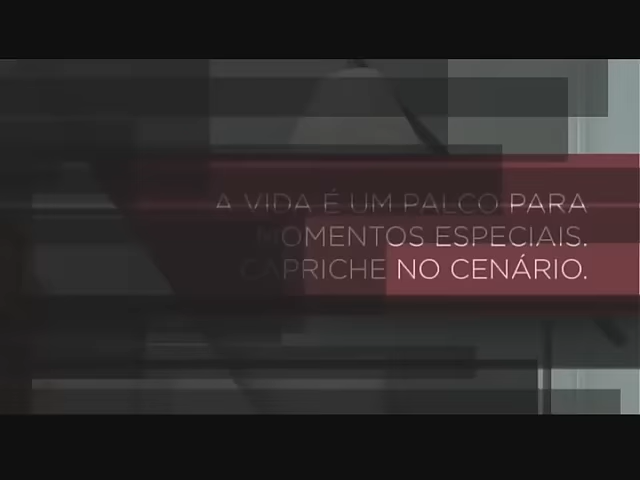 A VIDA É UM PALCO PARA
MOMENTOS ESPECIAIS.
CAPRICHE NO CENÁRIO.